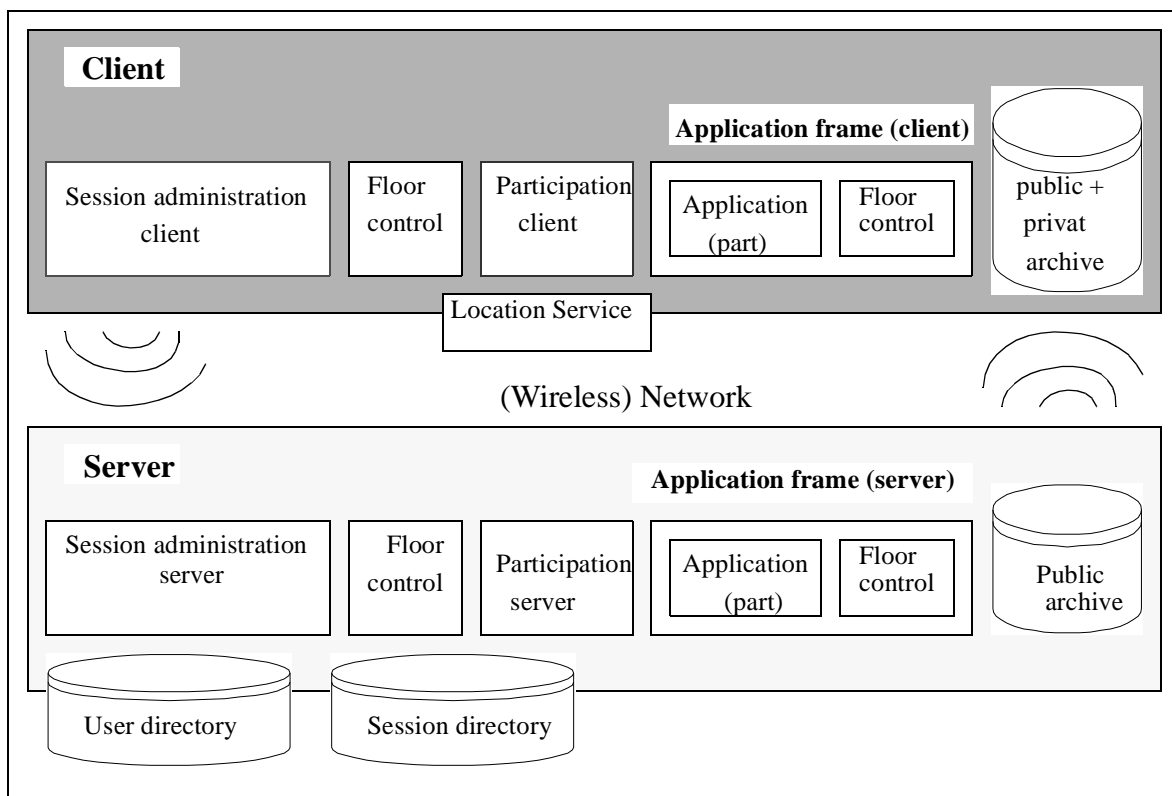 Client
Application frame (client)
Session administration
client
Floor
control
Participation
client
Application
(part)
Floor
control
public +
privat
archive
Location Service
(Wireless) Network
Server
Application frame (server)
Session administration
server
Floor
control
Participation
server
Application
(part)
Floor
control
Public
archive
User directory
Session directory